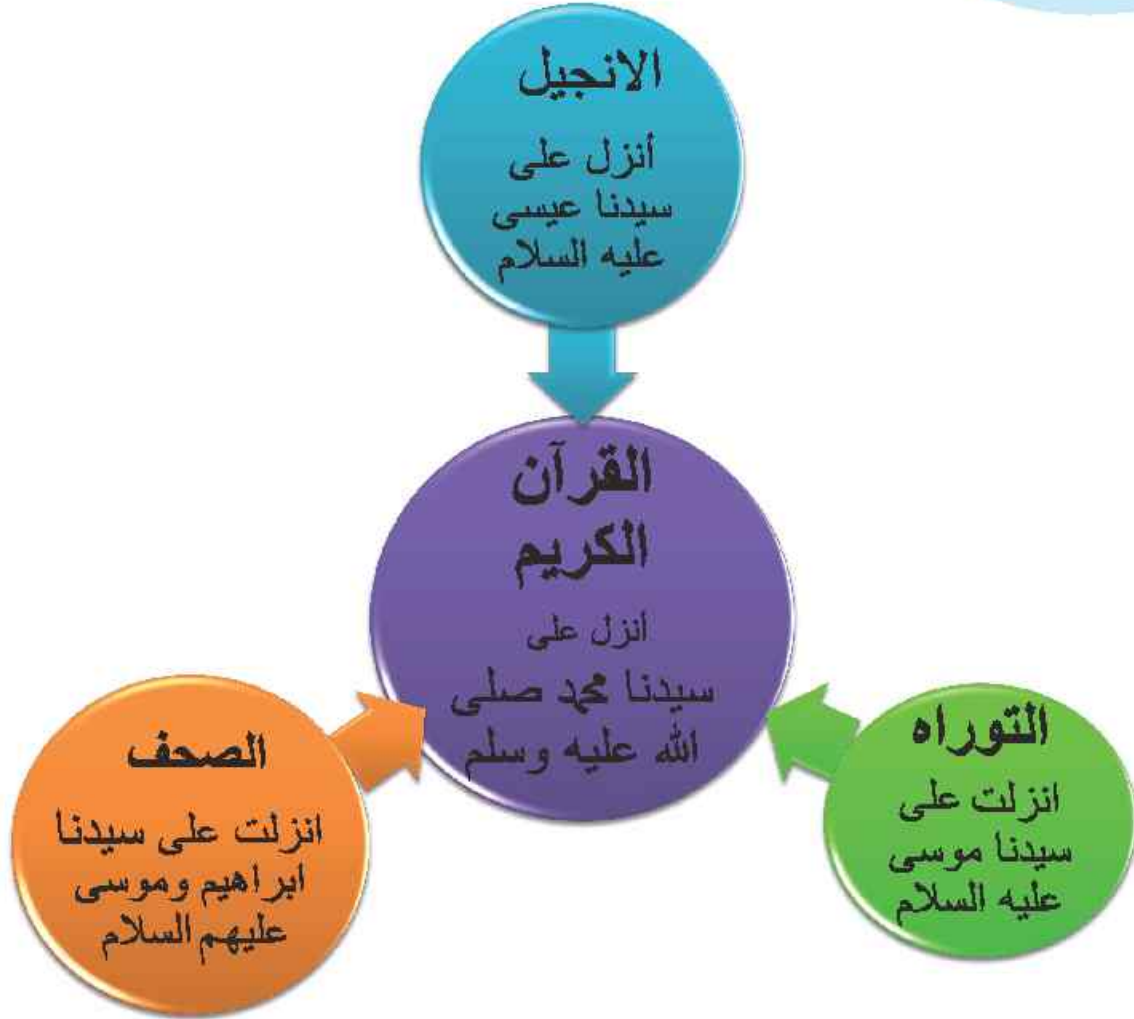 الانجيل
أنزل على
سيدنا عيسى
عليه السلام
القرآن
الكريم
أنزل على
سيدنا محمد صلى
الله عليه وسلم
التوراه
انزلت على
سيدنا موسى
عليه السلام
الصحف
انزلت على سيدنا
ابراهيم وموسى
عليهم السلام